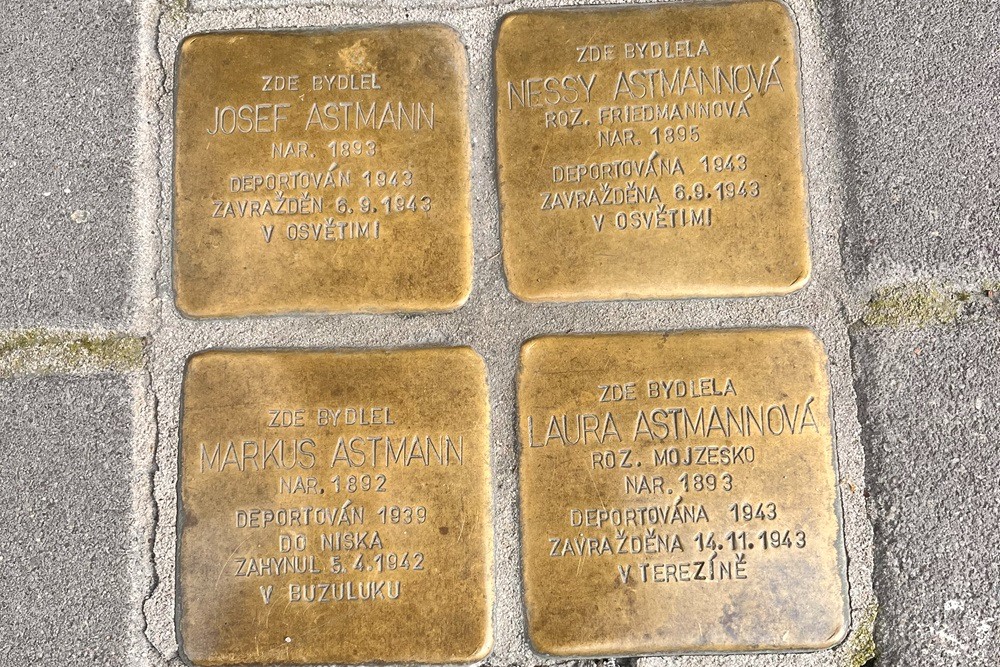 ZDE BYDLEL
JOSEF ASTMANN
NAR. 1893
DEPORTOVÁN 1943
ZAVRAŽDĚN 6.9.1943
V OSVĚTIMI
ZDE BYDLELA
NESSY ASTMANNOVÁ
ROZ. FRIEDMANNOVÁ
NAR. 1895
DEPORTOVÁNA 1943
ZAVRAŽDĚNA 6.9.1943
V OSVĚTIMI
ZDE BYDLEL
MARKUS ASTMANN
NAR. 1892
DEPORTOVÁN 1939
DO NISKA
ZAHYNUL 5.4.1942
V BUZULUKU
ZDE BYDLELA
LAURA ASTMANNOVÁ
ROZ. MOJZESKO
NAR. 1893
DEPORTOVÁNA 1943
ZAVRAŽDĚNA 14.11.1943
V TEREZÍNĚ